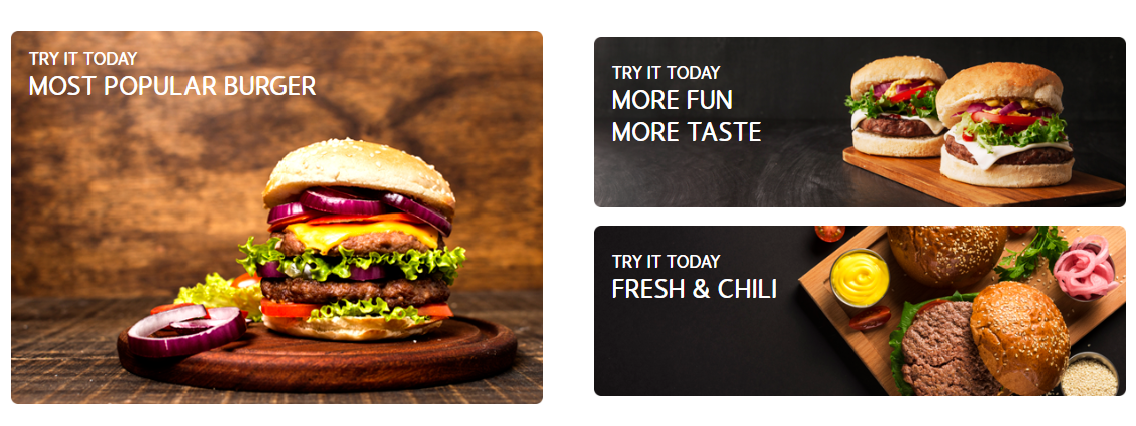 TRY IT TODAY
MOST POPULAR BURGER
TRY IT TODAY
MORE FUN
MORE TASTE
TRY IT TODAY
FRESH & CHILI